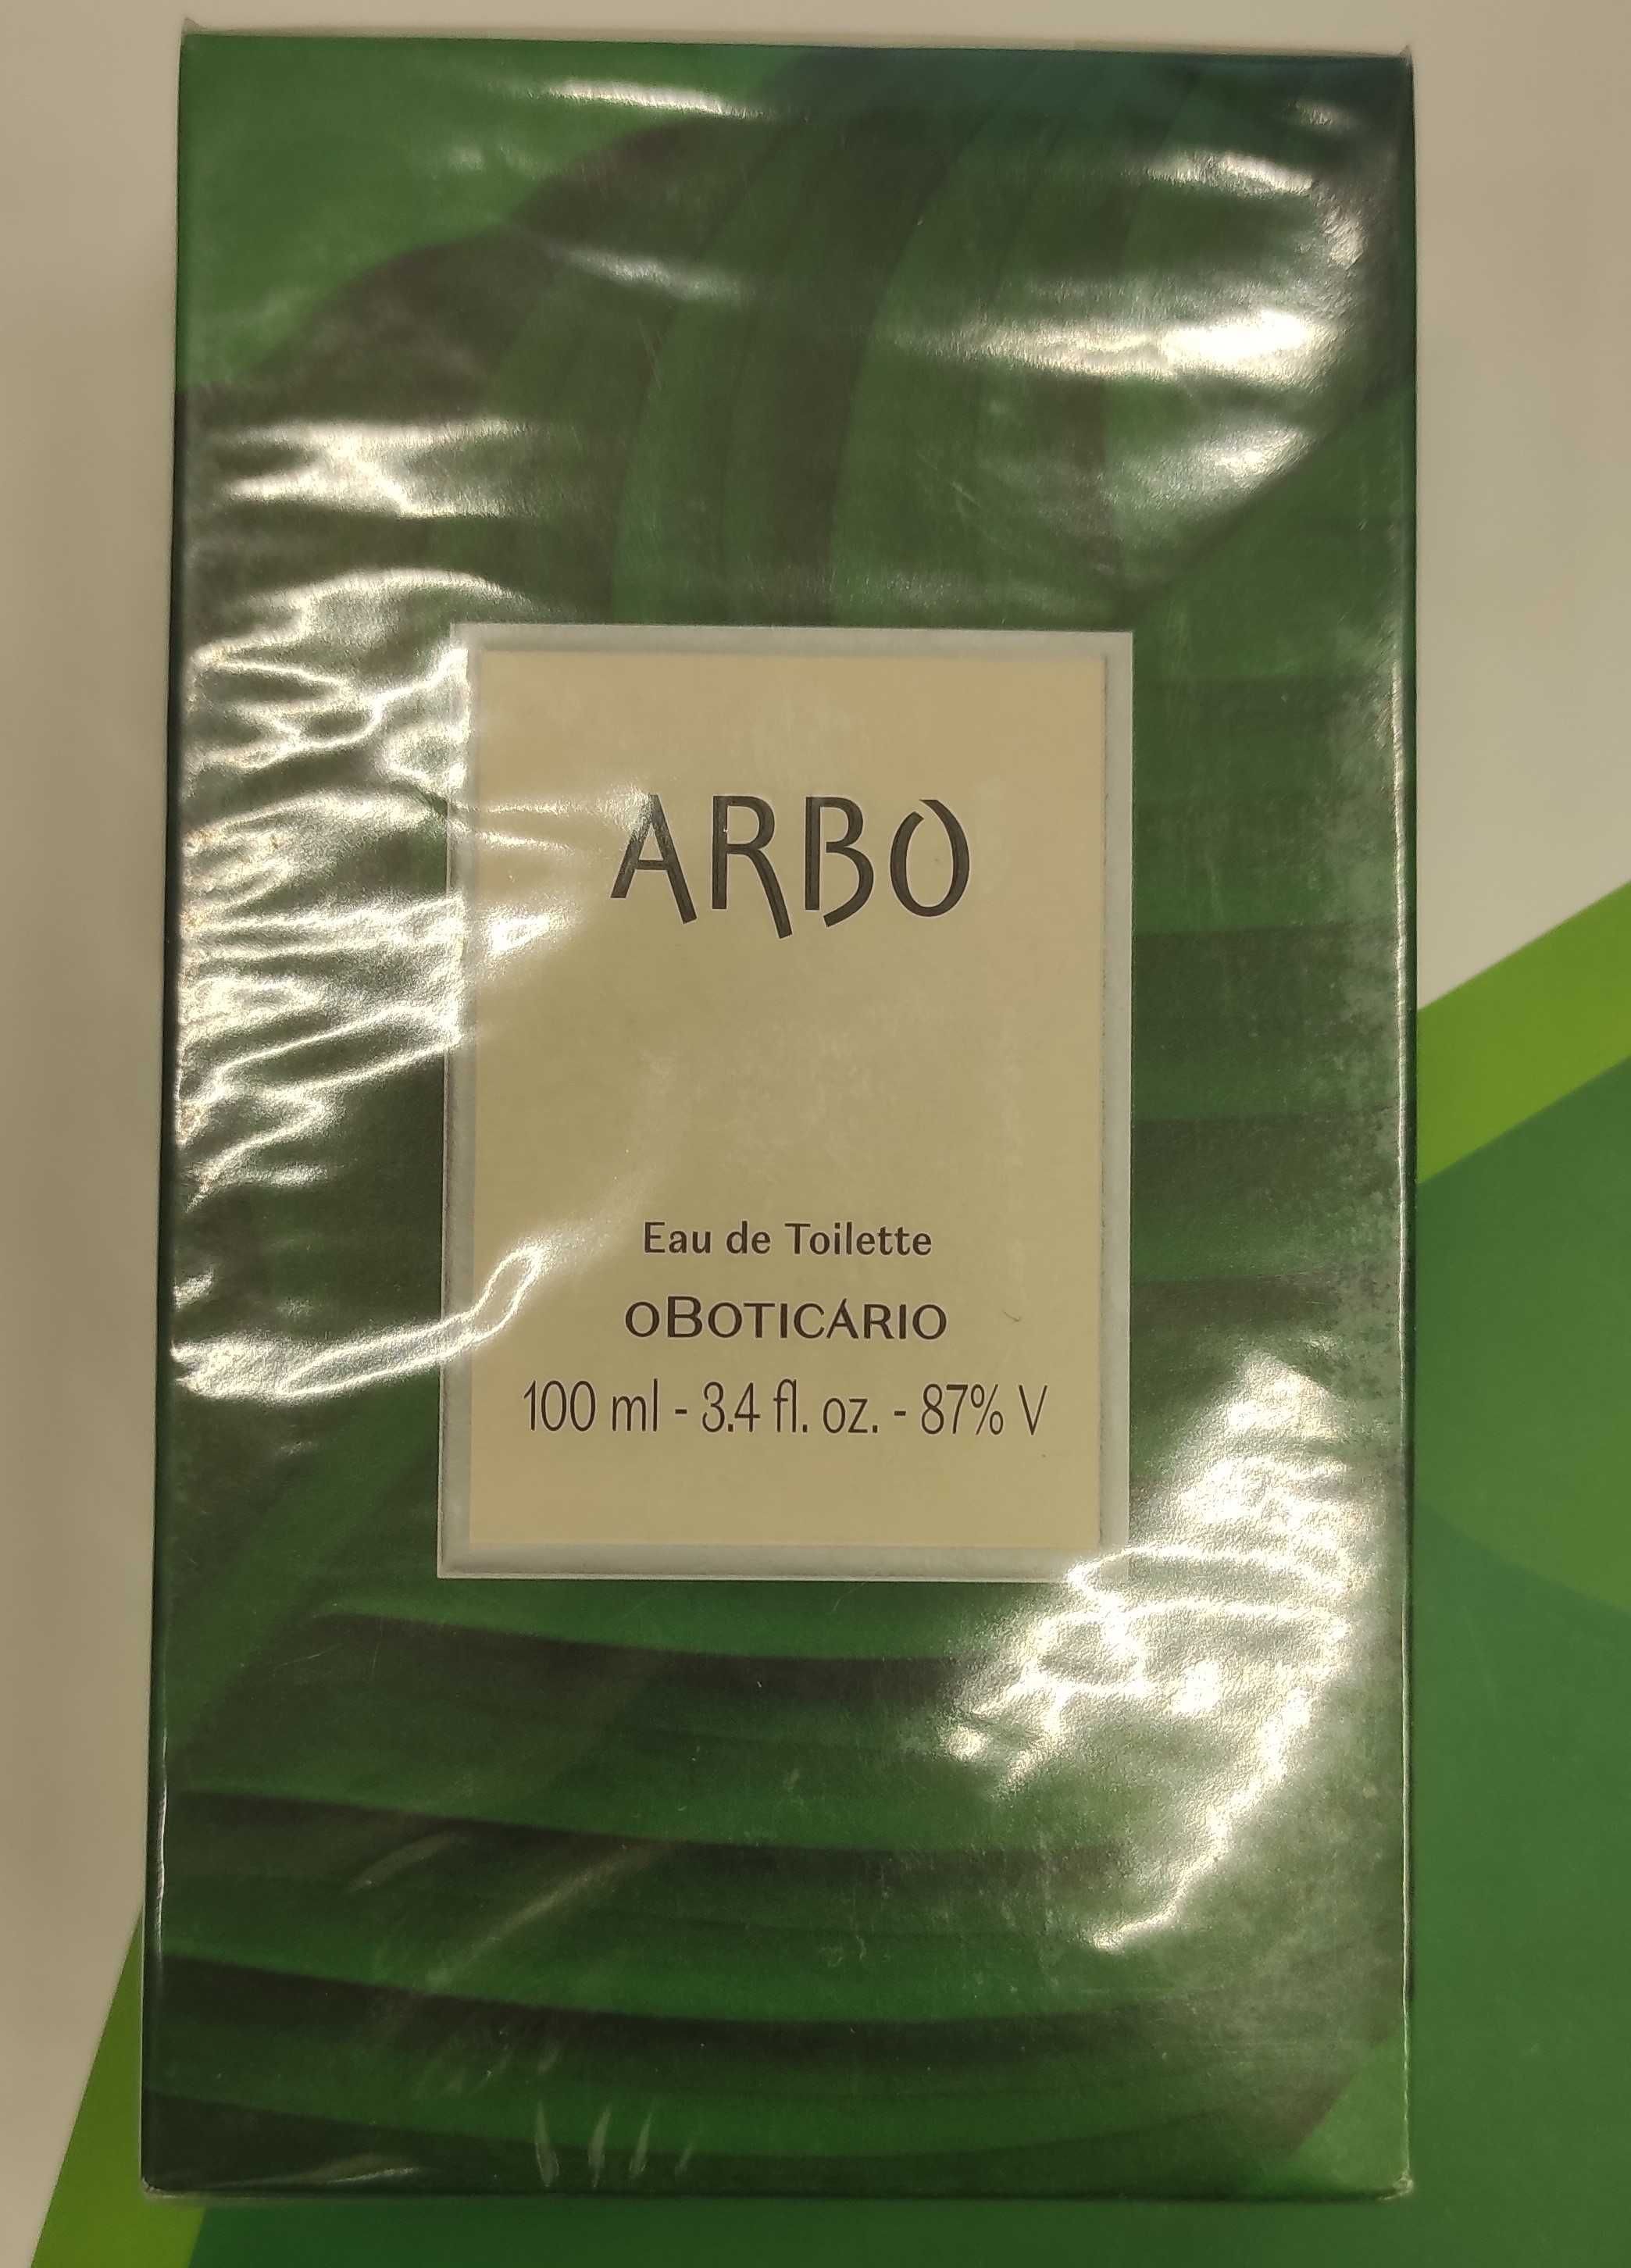 ARBO
Eau de Toilette
oBOTICÁRIO
100 ml - 3.4 fl. oz. - 87% V